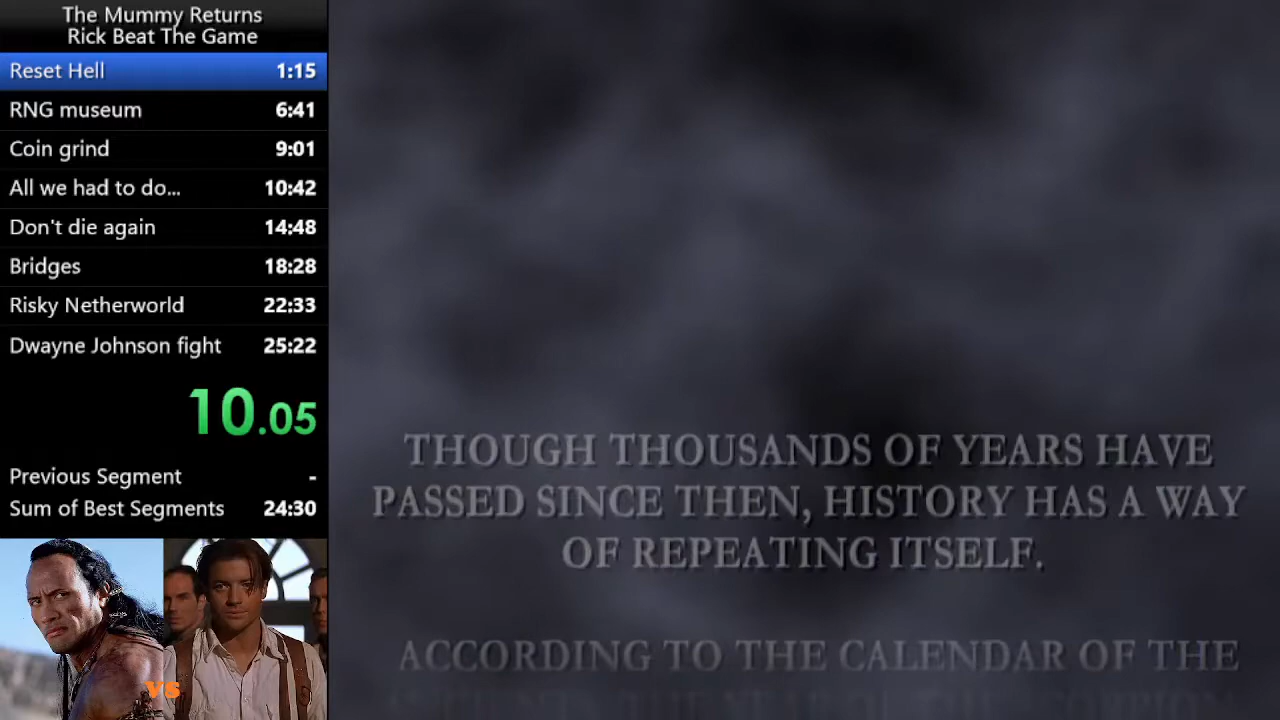 The Mummy Returns
Rick Beat The Game
Reset Hell 1:15
RNG museum 6:41
Coin grind 9:01
All we had to do... 10:42
Don't die again 14:48
Bridges 18:28
Risky Netherworld 22:33
Dwayne Johnson fight 25:22
10.05
Previous Segment -
Sum of Best Segments 24:30
vs
THOUGH THOUSANDS OF YEARS HAVE
PASSED SINCE THEN, HISTORY HAS A WAY
OF REPEATING ITSELF.
ACCORDING TO THE CALENDAR OF THE